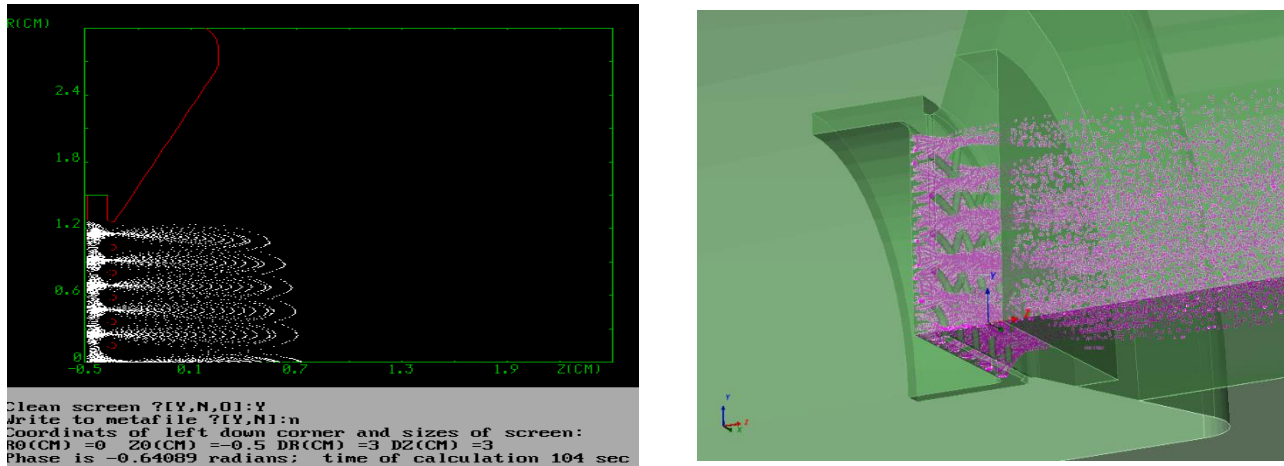 R(CM)
2.4
1.8
1.2
0.6
0
-0.5 0.1 0.7 1.3 1.9 Z(CM)
Clean screen ?[Y,N,O]:Y
Write to metafile ?[Y,N]:n
Coordinats of left down corner and sizes of screen:
R0(CM) =0 Z0(CM) =-0.5 DR(CM) =3 DZ(CM) =3
Phase is -0.64089 radians; time of calculation 104 sec
Y
Y
Z